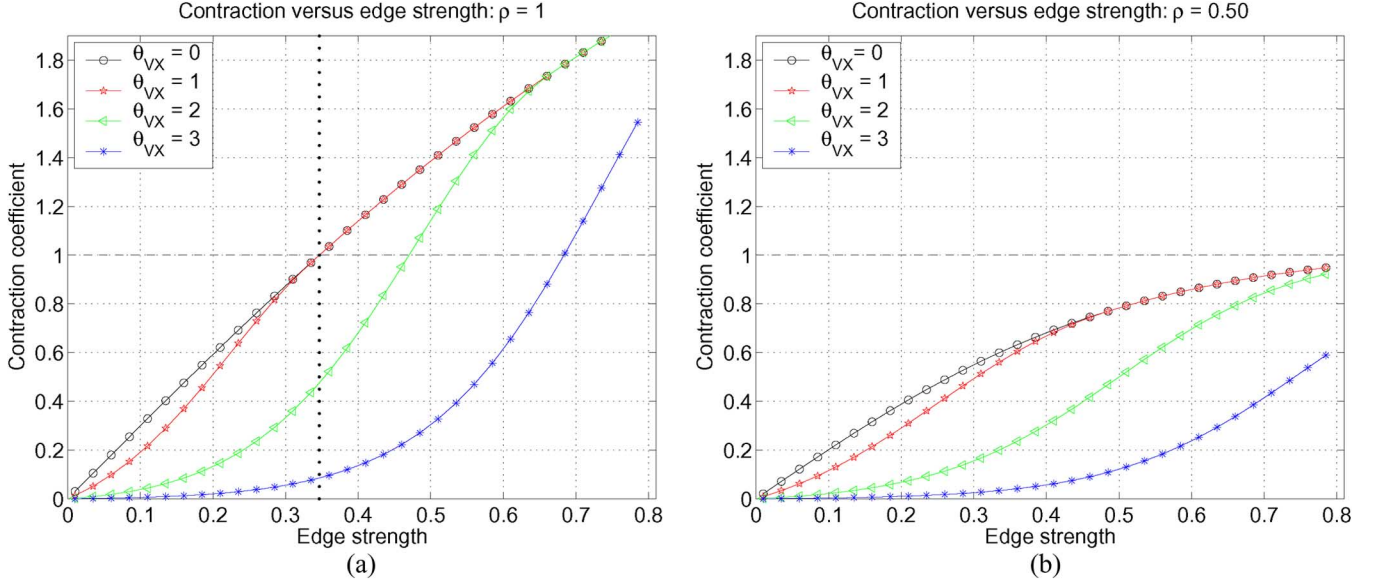 Contraction versus edge strength: ρ = 1
θVX = 0
θVX = 1
θVX = 2
θVX = 3
Contraction coefficient
1.8
1.6
1.4
1.2
1
0.8
0.6
0.4
0.2
0
0 0.1 0.2 0.3 0.4 0.5 0.6 0.7 0.8
Edge strength
(a)
Contraction versus edge strength: ρ = 0.50
θVX = 0
θVX = 1
θVX = 2
θVX = 3
Contraction coefficient
1.8
1.6
1.4
1.2
1
0.8
0.6
0.4
0.2
0
0 0.1 0.2 0.3 0.4 0.5 0.6 0.7 0.8
Edge strength
(b)